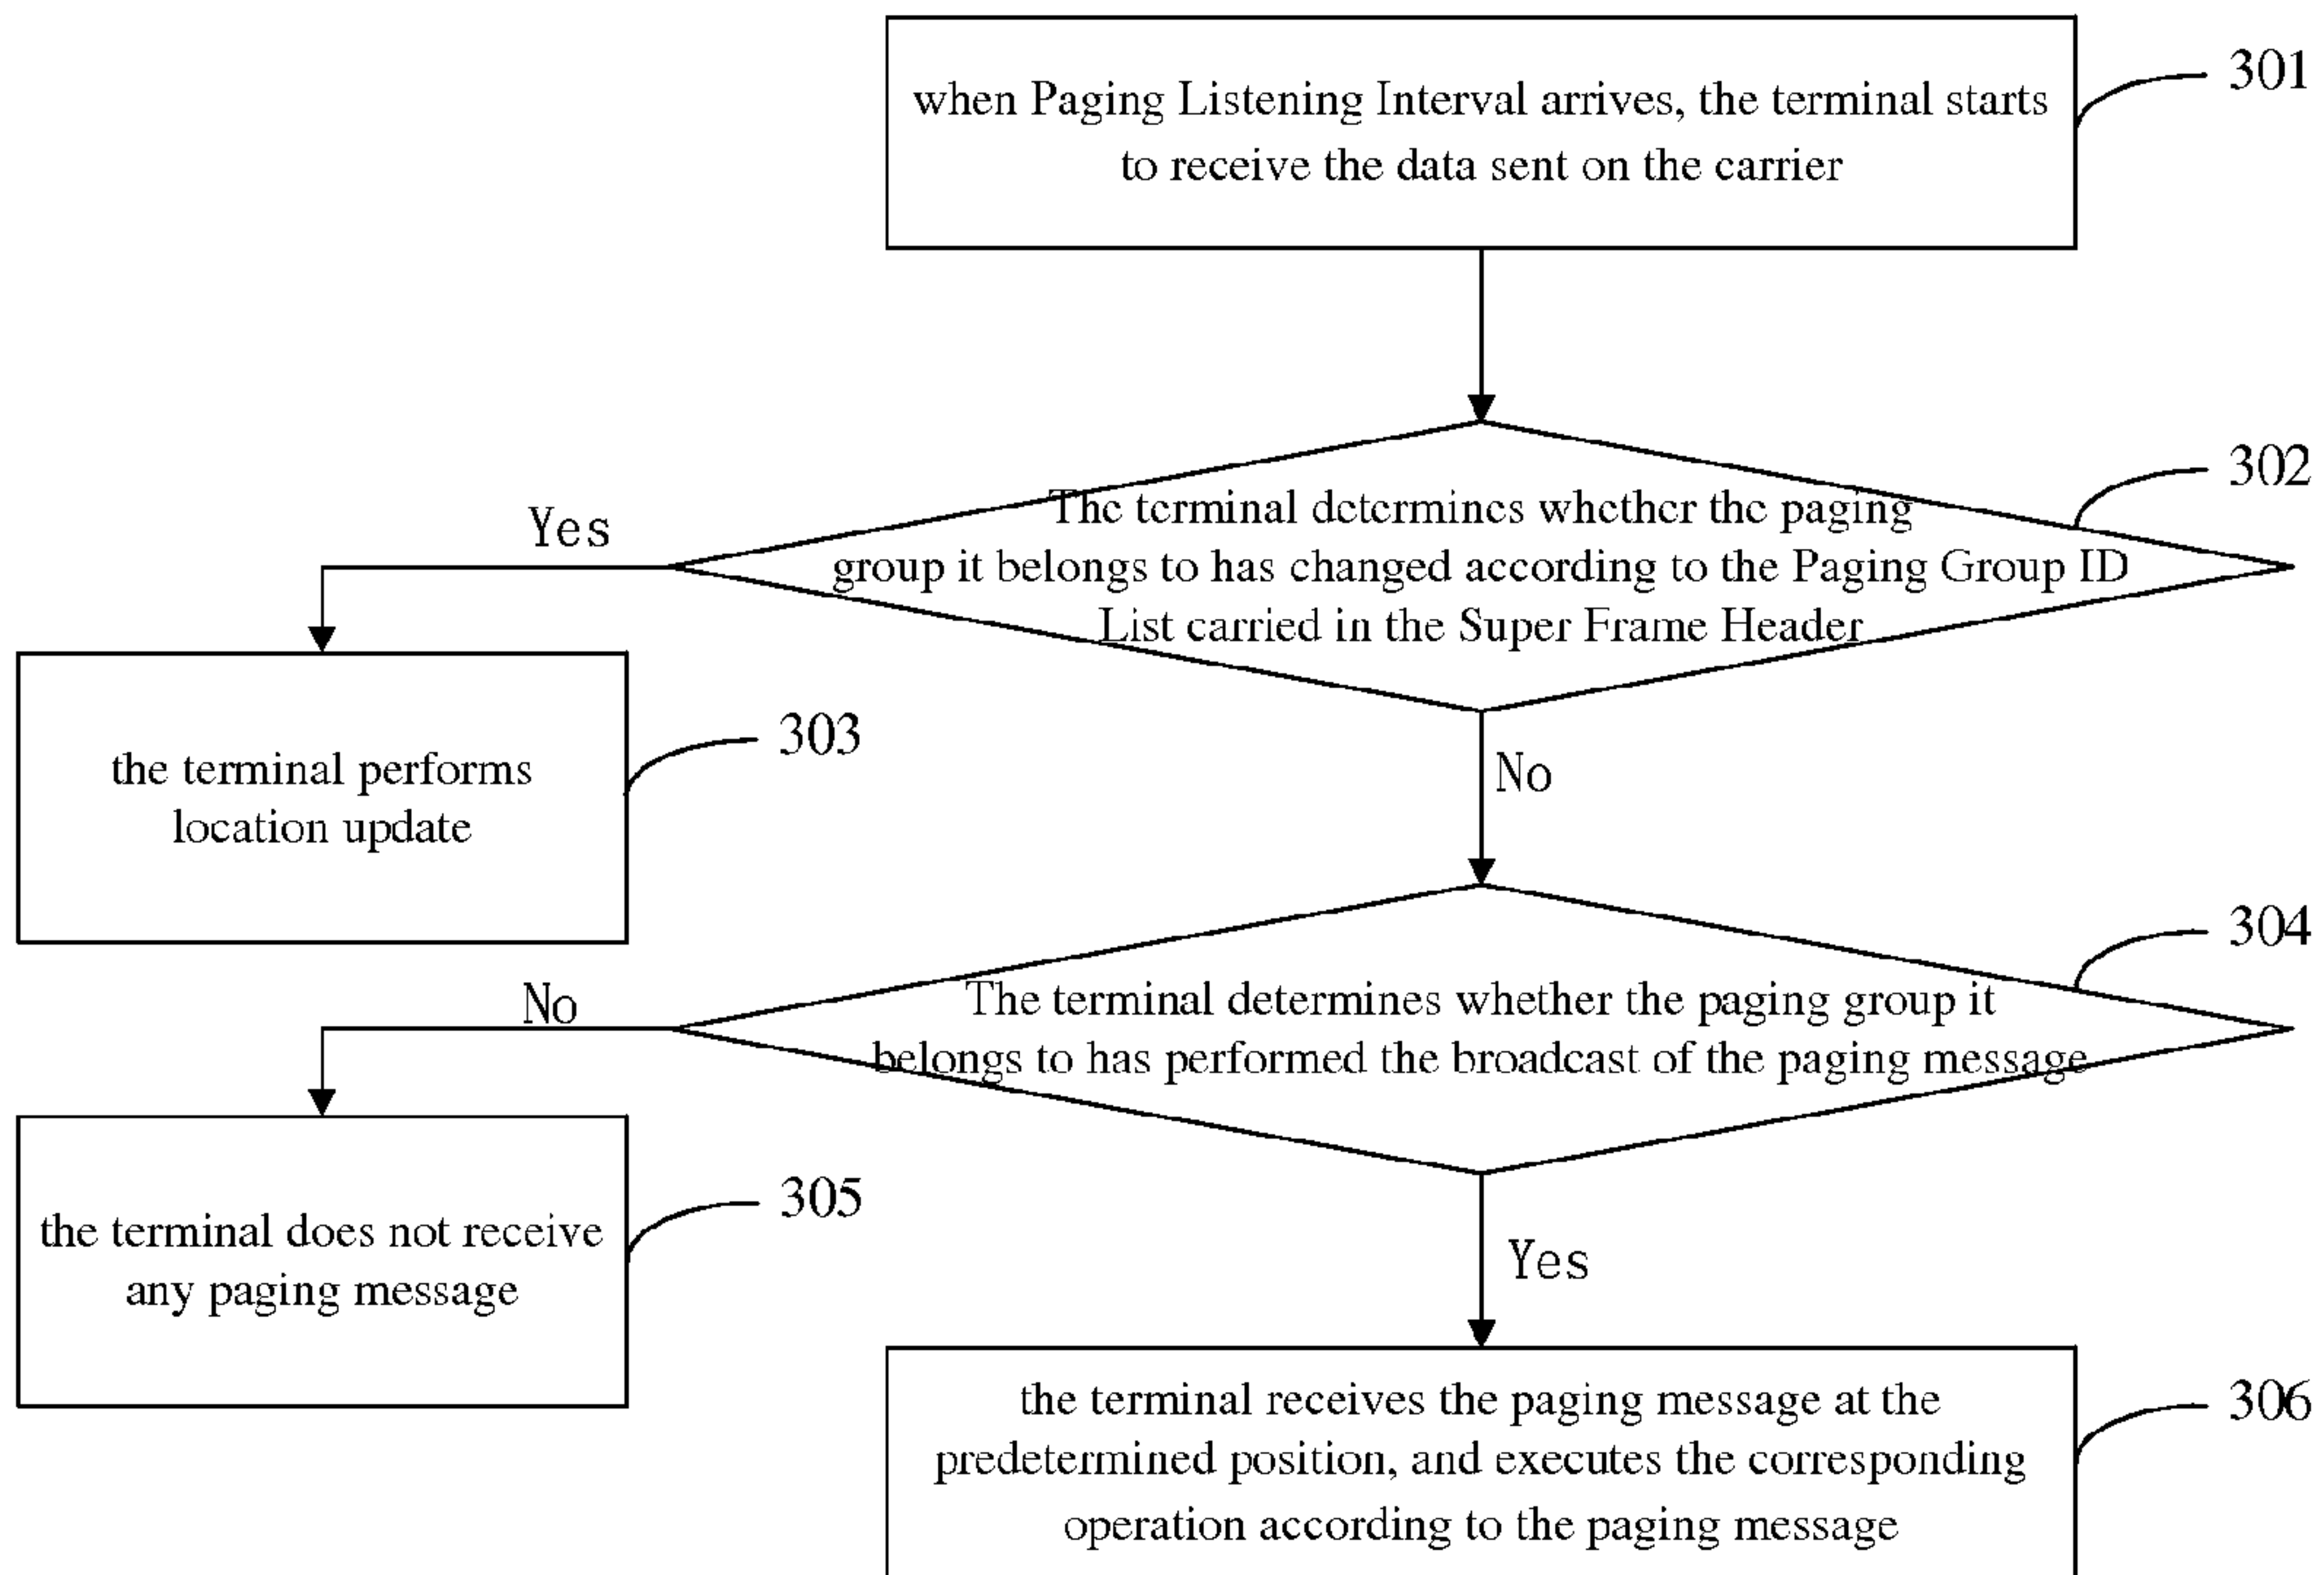 when Paging Listening Interval arrives, the terminal starts
to receive the data sent on the carrier
301
The terminal determines whether the paging
group it belongs to has changed according to the Paging Group ID
List carried in the Super Frame Header
302
Yes
the terminal performs
location update
303
No
The terminal determines whether the paging group it
belongs to has performed the broadcast of the paging message
304
No
the terminal does not receive
any paging message
305
Yes
the terminal receives the paging message at the
predetermined position, and executes the corresponding
operation according to the paging message
306